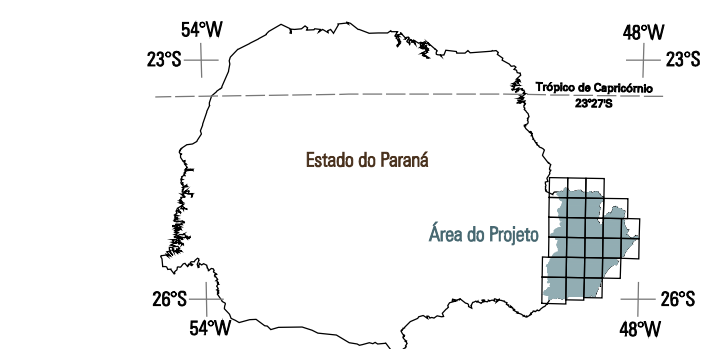 54°W
48°W
23°S
23°S
Trópico de Capricórnio
23°27'S
Estado do Paraná
Área do Projeto
26°S
26°S
54°W
48°W